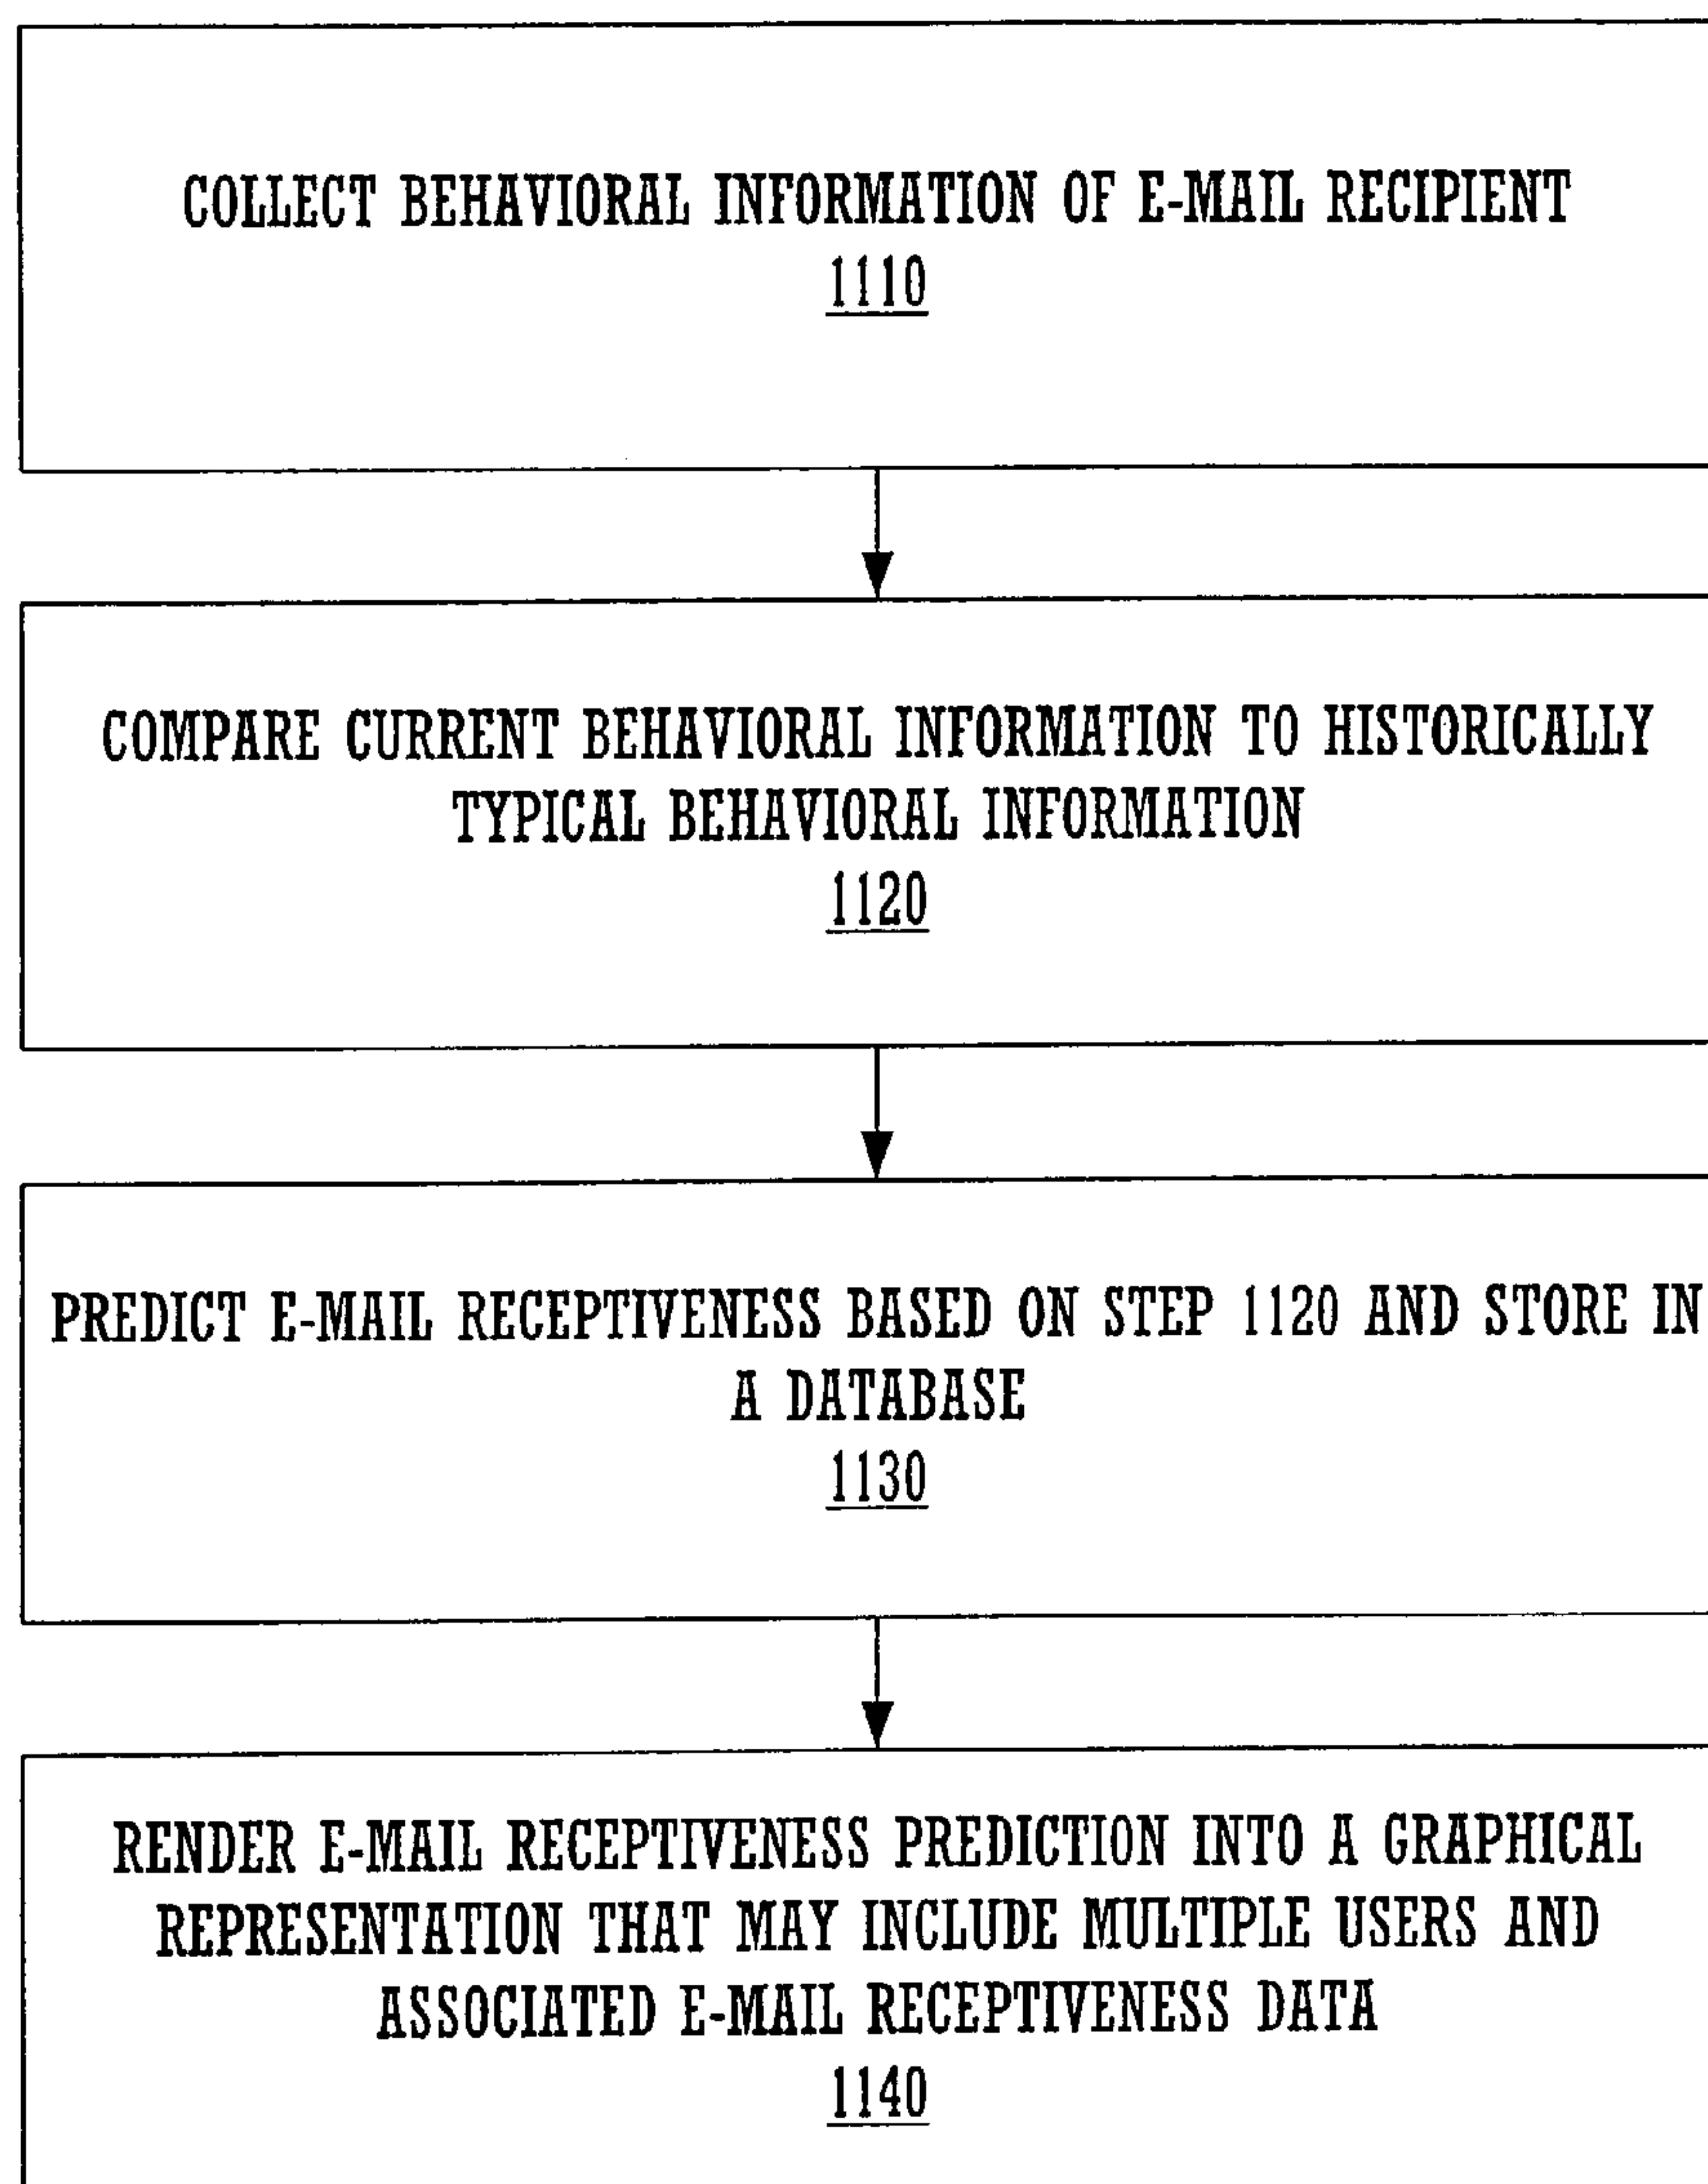 COLLECT BEHAVIORAL INFORMATION OF E-MAIL RECIPIENT
1110
COMPARE CURRENT BEHAVIORAL INFORMATION TO HISTORICALLY
TYPICAL BEHAVIORAL INFORMATION
1120
PREDICT E-MAIL RECEPTIVENESS BASED ON STEP 1120 AND STORE IN
A DATABASE
1130
RENDER E-MAIL RECEPTIVENESS PREDICTION INTO A GRAPHICAL
REPRESENTATION THAT MAY INCLUDE MULTIPLE USERS AND
ASSOCIATED E-MAIL RECEPTIVENESS DATA
1140